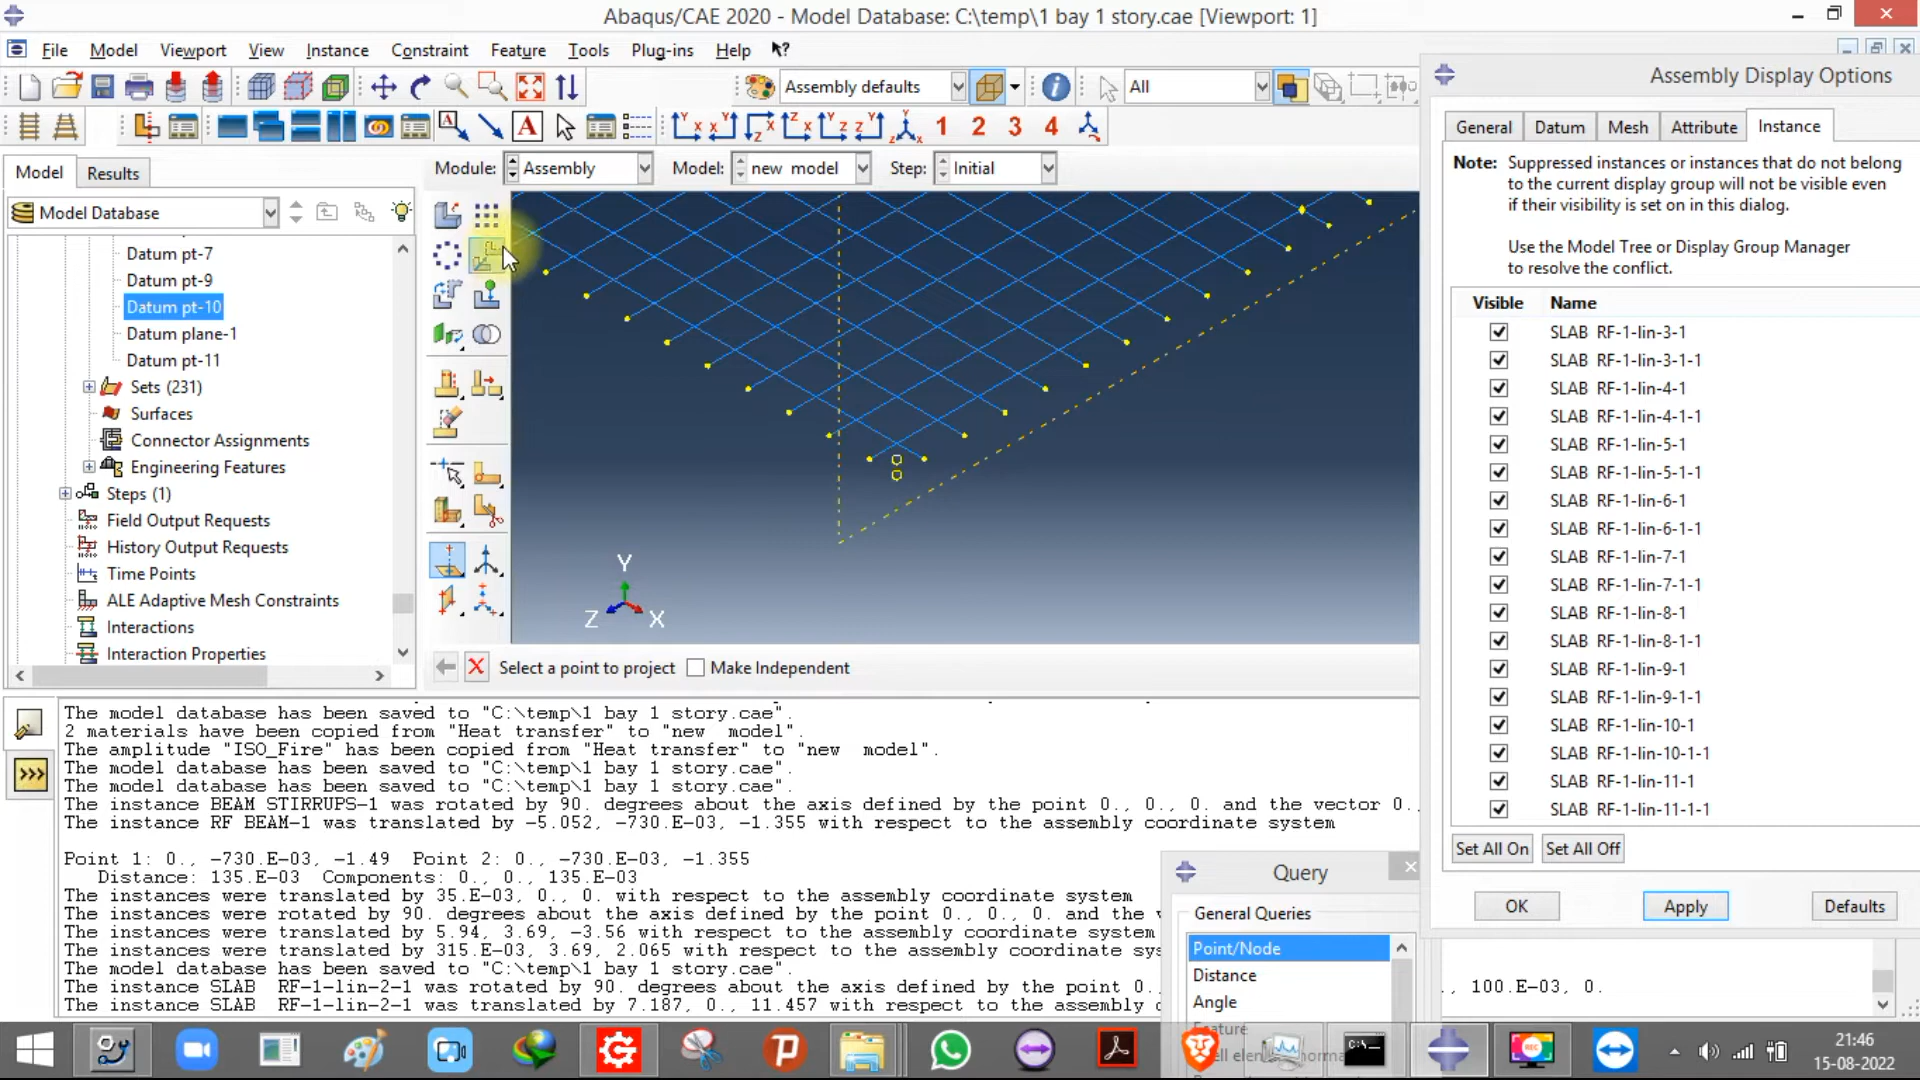 Abaqus/CAE 2020 - Model Database: C:\temp\1 bay 1 story.cae [Viewport: 1]
File Model Viewport View Instance Constraint Feature Tools Plug-ins Help
Assembly defaults All
1 2 3 4
Model Results
Module: Assembly Model: new model Step: Initial
Model Database
Datum pt-7
Datum pt-9
Datum pt-10
Datum plane-1
Datum pt-11
Sets (231)
Surfaces
Connector Assignments
Engineering Features
Steps (1)
Field Output Requests
History Output Requests
Time Points
ALE Adaptive Mesh Constraints
Interactions
Interaction Properties
Y
Z X
Select a point to project Make Independent
The model database has been saved to "C:\temp\1 bay 1 story.cae".
2 materials have been copied from "Heat transfer" to "new model".
The amplitude "ISO_Fire" has been copied from "Heat transfer" to "new model".
The model database has been saved to "C:\temp\1 bay 1 story.cae".
The model database has been saved to "C:\temp\1 bay 1 story.cae".
The instance BEAM STIRRUPS-1 was rotated by 90. degrees about the axis defined by the point 0., 0., 0. and the vector 0..
The instance RF BEAM-1 was translated by -5.052, -730.E-03, -1.355 with respect to the assembly coordinate system
Point 1: 0., -730.E-03, -1.49 Point 2: 0., -730.E-03, -1.355
Distance: 135.E-03 Components: 0., 0., 135.E-03
The instances were translated by 35.E-03, 0., 0. with respect to the assembly coordinate system
The instances were rotated by 90. degrees about the axis defined by the point 0., 0., 0. and the
The instances were translated by 5.94, 3.69, -3.56 with respect to the assembly coordinate system
The instances were translated by 315.E-03, 3.69, 2.065 with respect to the assembly coordinate sys
The model database has been saved to "C:\temp\1 bay 1 story.cae".
The instance SLAB RF-1-lin-2-1 was rotated by 90. degrees about the axis defined by the point 0.
The instance SLAB RF-1-lin-2-1 was translated by 7.187, 0., 11.457 with respect to the assembly
100.E-03, 0.
Assembly Display Options
General Datum Mesh Attribute Instance
Note: Suppressed instances or instances that do not belong
to the current display group will not be visible even
if their visibility is set on in this dialog.
Use the Model Tree or Display Group Manager
to resolve the conflict.
Visible Name
SLAB RF-1-lin-3-1
SLAB RF-1-lin-3-1-1
SLAB RF-1-lin-4-1
SLAB RF-1-lin-4-1-1
SLAB RF-1-lin-5-1
SLAB RF-1-lin-5-1-1
SLAB RF-1-lin-6-1
SLAB RF-1-lin-6-1-1
SLAB RF-1-lin-7-1
SLAB RF-1-lin-7-1-1
SLAB RF-1-lin-8-1
SLAB RF-1-lin-8-1-1
SLAB RF-1-lin-9-1
SLAB RF-1-lin-9-1-1
SLAB RF-1-lin-10-1
SLAB RF-1-lin-10-1-1
SLAB RF-1-lin-11-1
SLAB RF-1-lin-11-1-1
Set All On Set All Off
OK Apply Defaults
Query
General Queries
Point/Node
Distance
Angle
Feature
21:46
15-08-2022